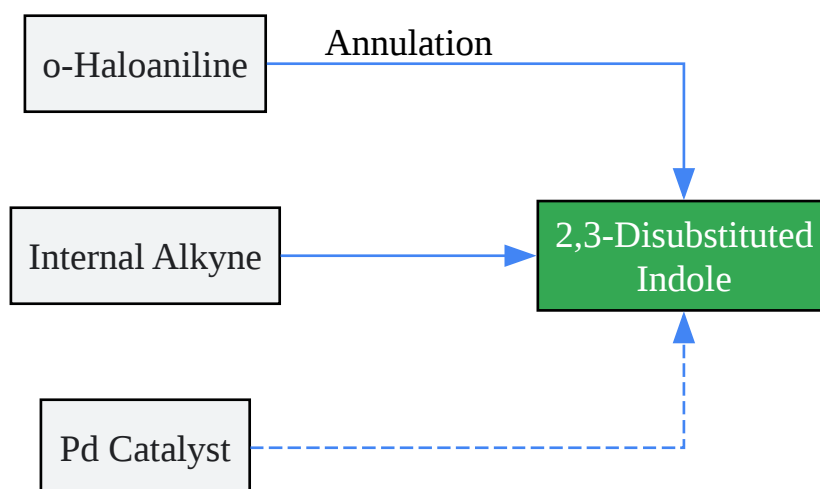 o-Haloaniline
Annulation
Internal Alkyne
2,3-Disubstituted
Indole
Pd Catalyst